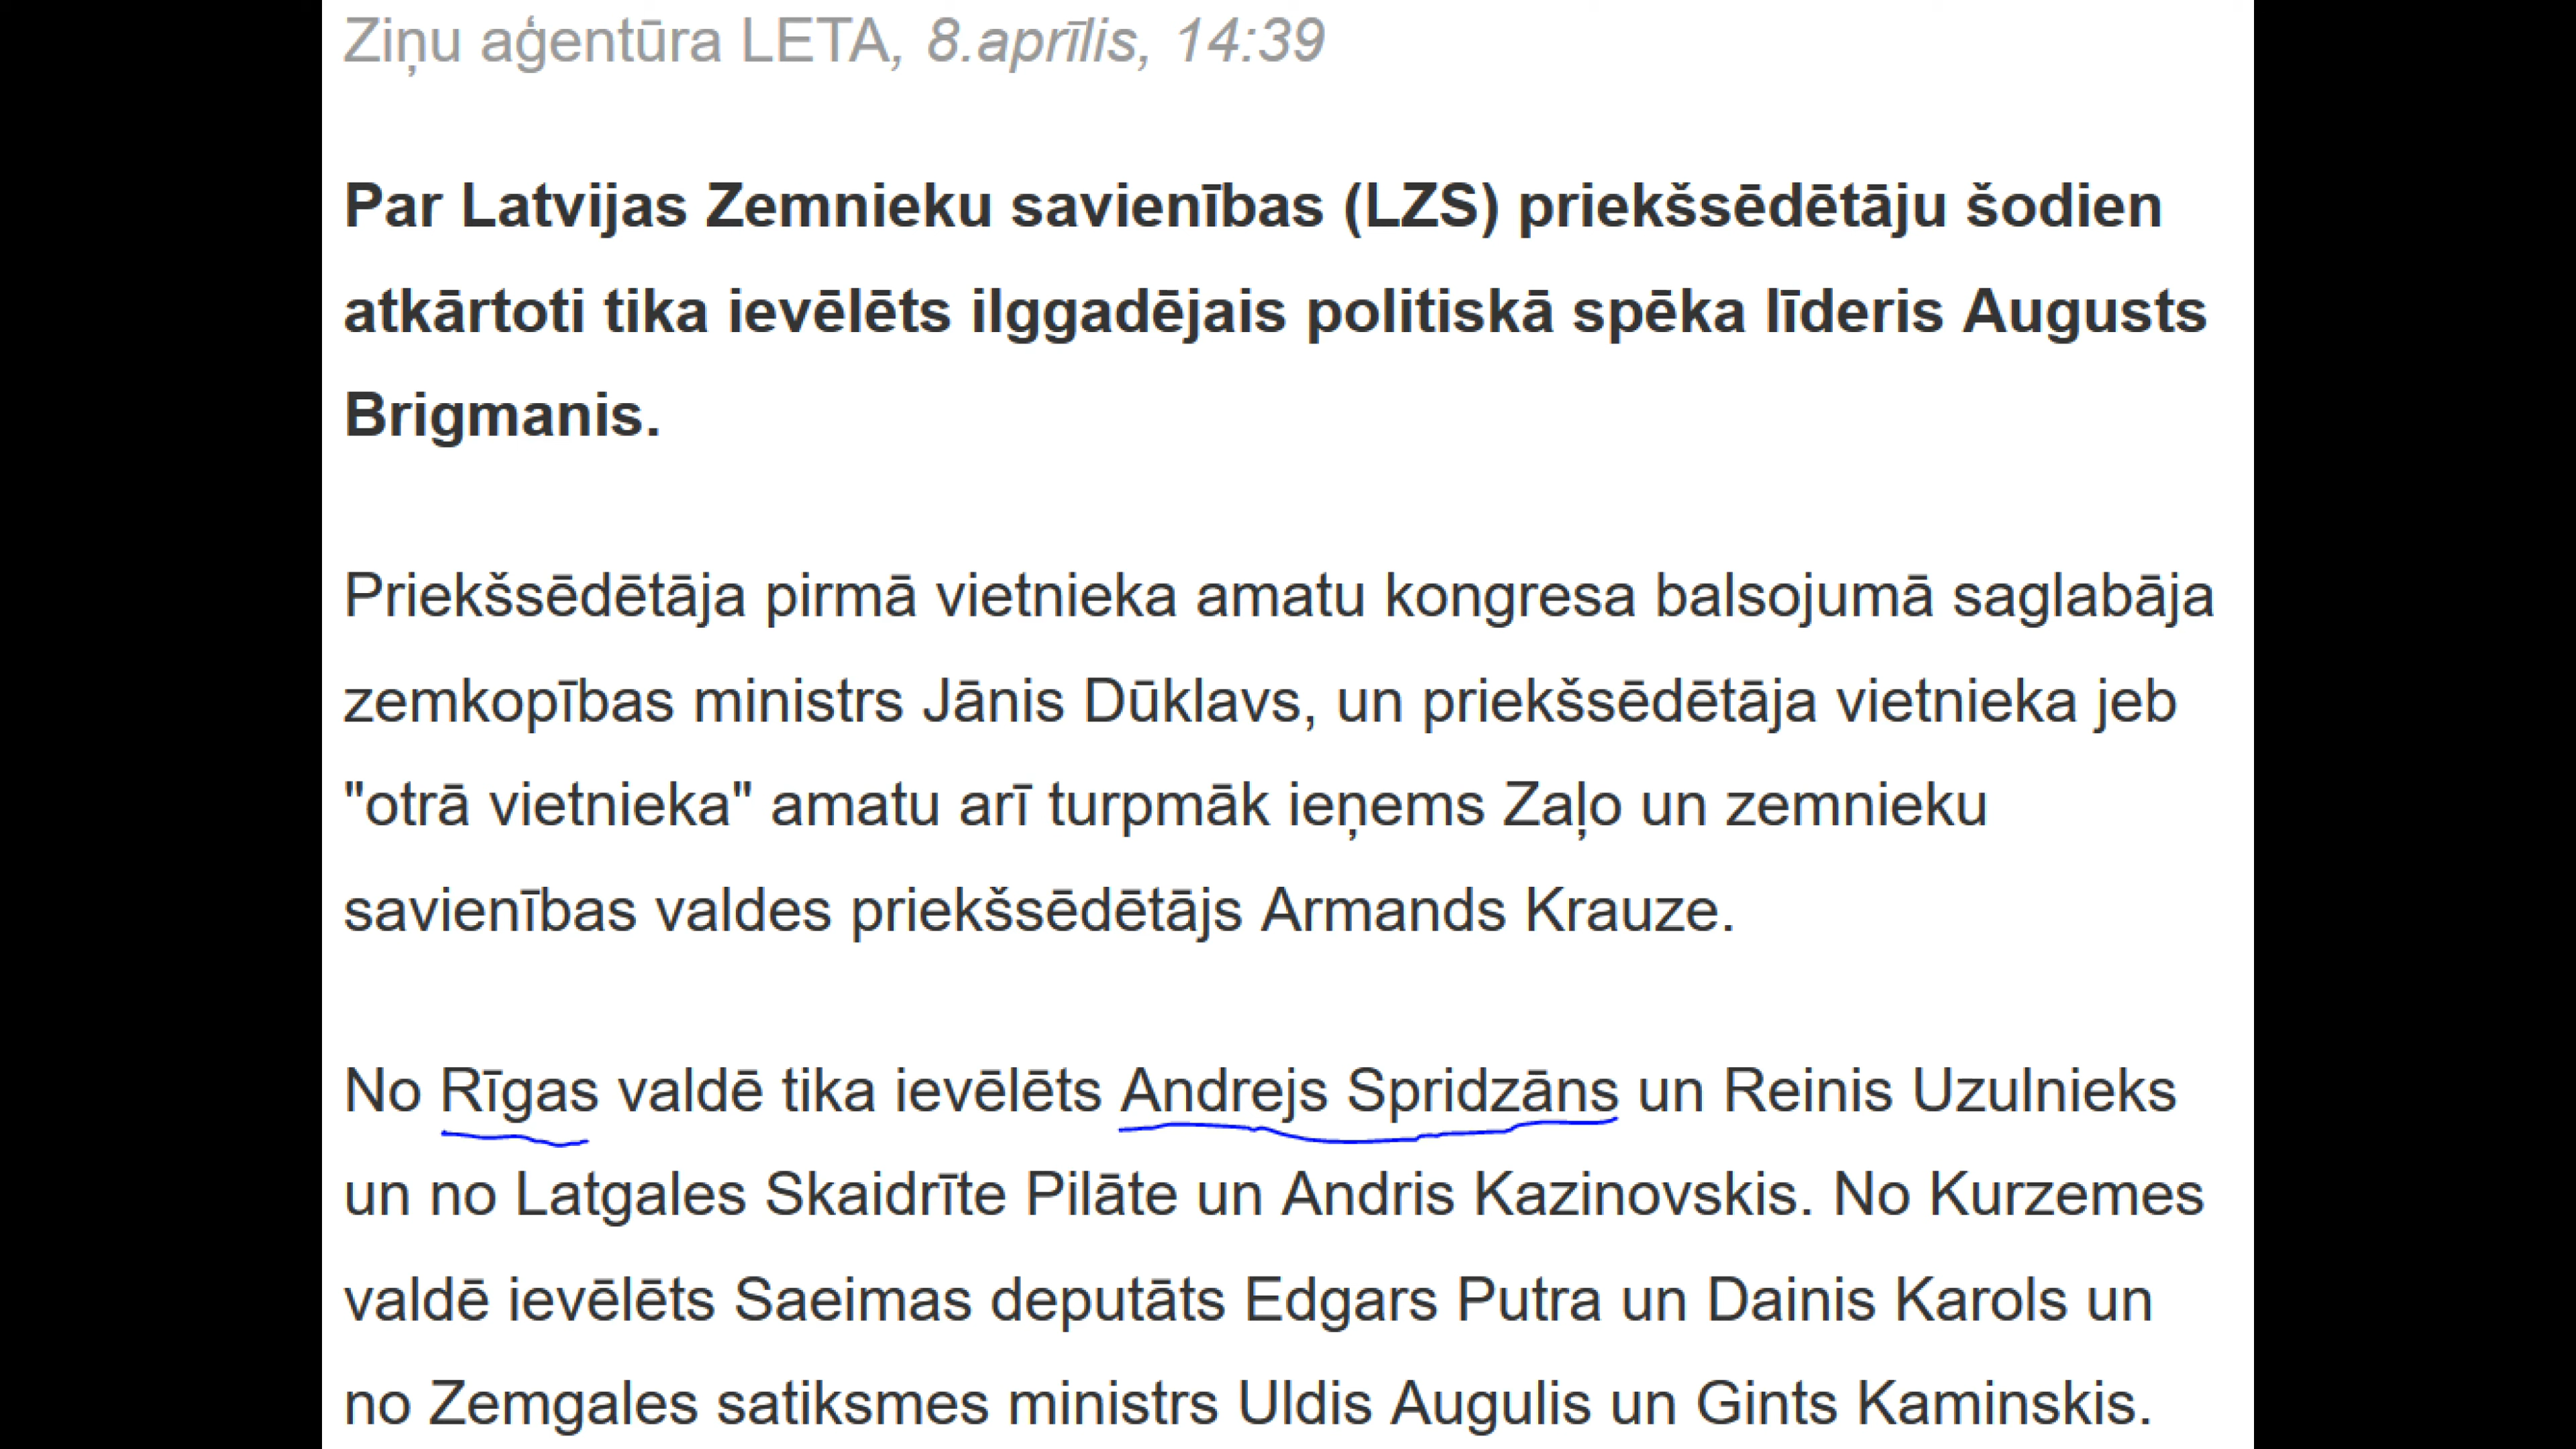 Ziņu aģentūra LETA, 8.aprīlis, 14:39
Par Latvijas Zemnieku savienības (LZS) priekšsēdētāju šodien
atkārtoti tika ievēlēts ilggadējais politiskā spēka līderis Augusts
Brigmanis.
Priekšsēdētāja pirmā vietnieka amatu kongresa balsojumā saglabāja
zemkopības ministrs Jānis Dūklavs, un priekšsēdētāja vietnieka jeb
"otrā vietnieka" amatu arī turpmāk ieņems Zaļo un zemnieku
savienības valdes priekšsēdētājs Armands Krauze.
No Rīgas valdē tika ievēlēts Andrejs Spridzāns un Reinis Uzulnieks
un no Latgales Skaidrīte Pilāte un Andris Kazinovskis. No Kurzemes
valdē ievēlēts Saeimas deputāts Edgars Putra un Dainis Karols un
no Zemgales satiksmes ministrs Uldis Augulis un Gints Kaminskis.